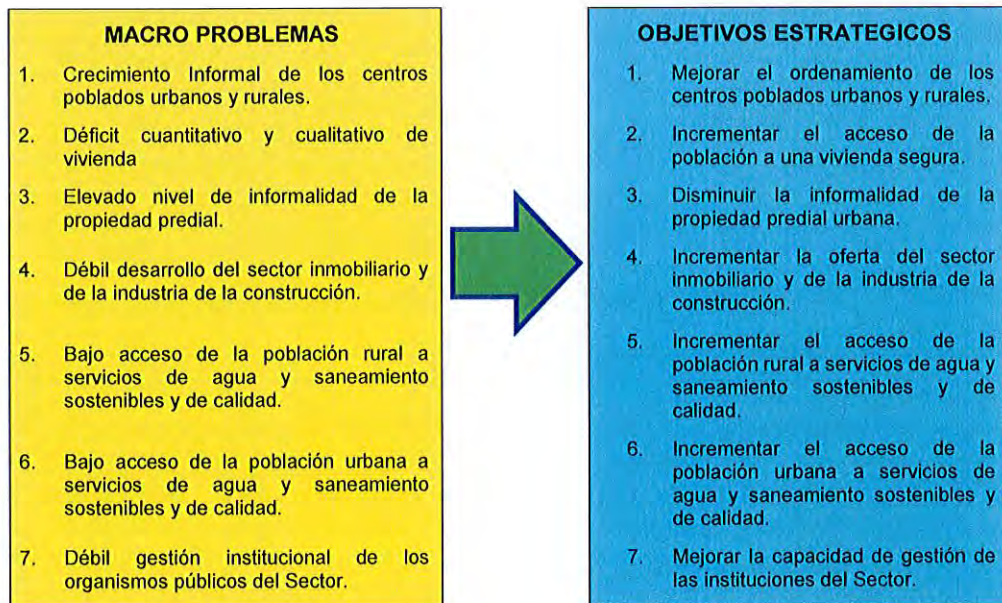 MACRO PROBLEMAS
1. Crecimiento Informal de los centros
poblados urbanos y rurales.
2. Déficit cuantitativo y cualitativo de
vivienda
3. Elevado nivel de informalidad de la
propiedad predial.
4. Débil desarrollo del sector inmobiliario y
de la industria de la construcción.
5. Bajo acceso de la población rural a
servicios de agua y saneamiento
sostenibles y de calidad.
6. Bajo acceso de la población urbana a
servicios de agua y saneamiento
sostenibles y de calidad.
7. Débil gestión institucional de los
organismos públicos del Sector.
OBJETIVOS ESTRATEGICOS
1. Mejorar el ordenamiento de los
centros poblados urbanos y rurales.
2. Incrementar el acceso de la
población a una vivienda segura.
3. Disminuir la informalidad de la
propiedad predial urbana.
4. Incrementar la oferta del sector
inmobiliario y de la industria de la
construcción.
5. Incrementar el acceso de la
población rural a servicios de agua y
saneamiento sostenibles y de
calidad.
6. Incrementar el acceso de la
población urbana a servicios de
agua y saneamiento sostenibles y
de calidad.
7. Mejorar la capacidad de gestión de
las instituciones del Sector.